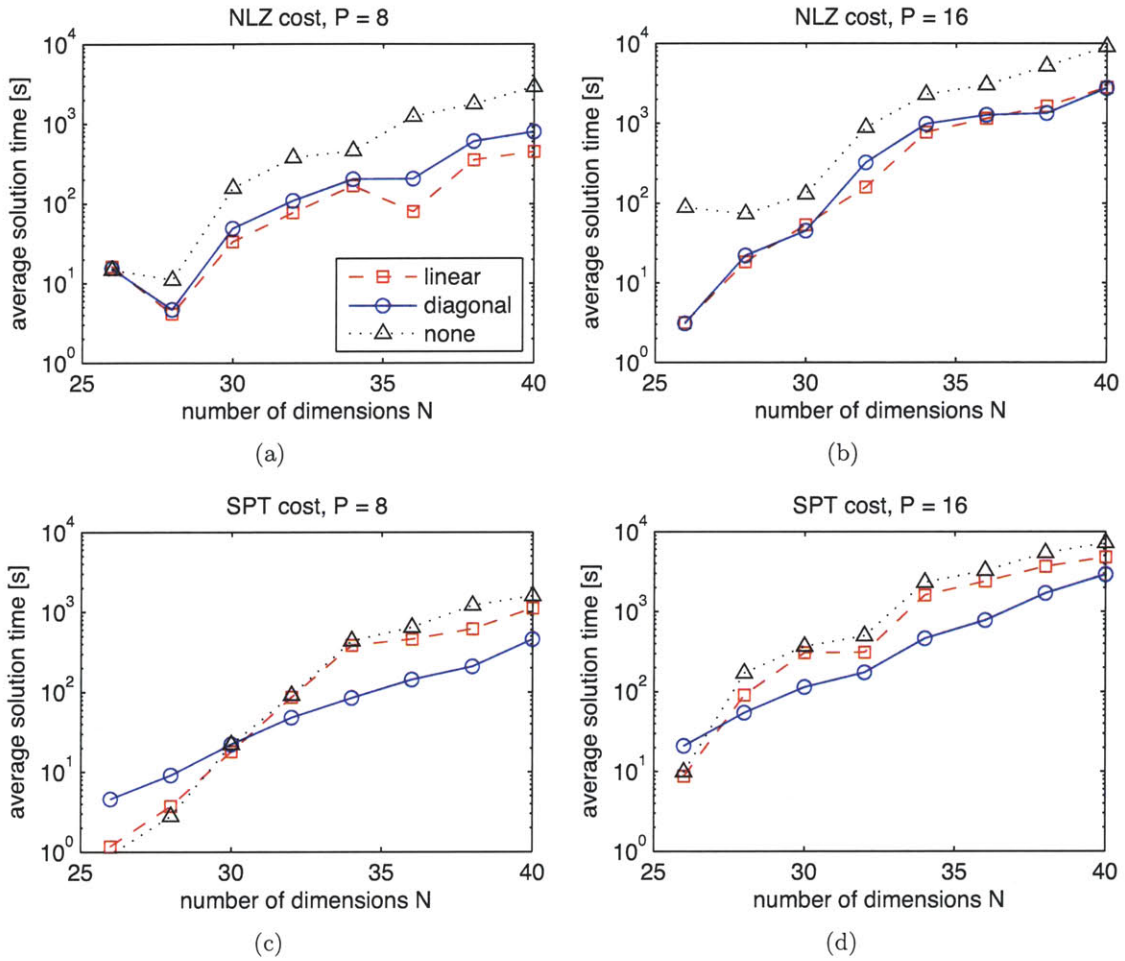 NLZ cost, P = 8
average solution time [s]
10^4
10^3
10^2
10^1
10^0
linear
diagonal
none
25
30
35
40
number of dimensions N
(a)
NLZ cost, P = 16
average solution time [s]
10^4
10^3
10^2
10^1
10^0
25
30
35
40
number of dimensions N
(b)
SPT cost, P = 8
average solution time [s]
10^4
10^3
10^2
10^1
10^0
25
30
35
40
number of dimensions N
(c)
SPT cost, P = 16
average solution time [s]
10^4
10^3
10^2
10^1
10^0
25
30
35
40
number of dimensions N
(d)